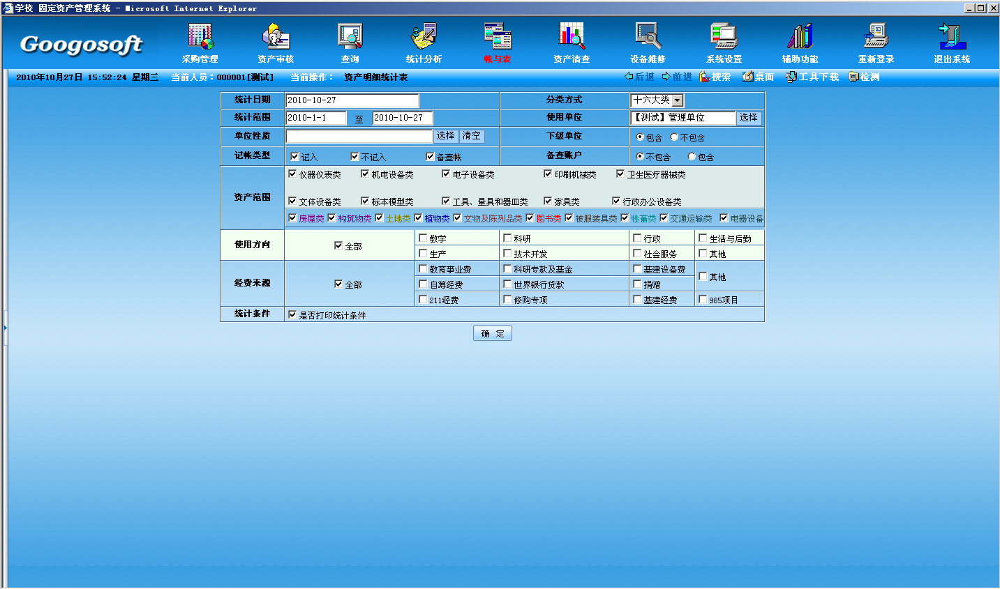 学校 固定资产管理系统 - Microsoft Internet Explorer
Googosoft
采购管理 资产审核 查询 统计分析 帐与表 资产清查 设备维修 系统设置 辅助功能 重新登录 退出系统
2010年10月27日 15:52:24 星期三 当前人员：000001[测试] 当前操作： 资产明细统计表 后退 前进 搜索 桌面 工具下载 检测
统计日期 2010-10-27 分类方式 十六大类
统计范围 2010-1-1 至 2010-10-27 使用单位 【测试】管理单位 选择
单位性质 选择 清空 下级单位 包含 不包含
记帐类型 记入 不记入 备查帐 备查账户 不包含 包含
资产范围
仪器仪表类 机电设备类 电子设备类 印刷机械类 卫生医疗器械类
文体设备类 标本模型类 工具、量具和器皿类 家具类 行政办公设备类
房屋类 构筑物类 土地类 植物类 文物及陈列品类 图书类 被服装具类 牲畜类 交通运输类 电器设备
使用方向 全部
教学 科研 行政 生活与后勤
生产 技术开发 社会服务 其他
经费来源 全部
教育事业费 科研专款及基金 基建设备费 其他
自筹经费 世界银行贷款 捐赠
211经费 修购专项 基建经费 985项目
统计条件 是否打印统计条件
确 定